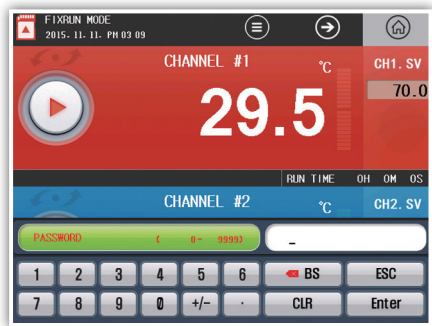 FIXRUN MODE
2015. 11. 11. PM 03 09
CHANNEL #1
℃
CH1. SV
29.5
70.0
RUN TIME 0H 0M 0S
CHANNEL #2
℃
CH2. SV
PASSWORD ( 0~ 9999)
_
1 2 3 4 5 6 BS ESC
7 8 9 0 +/- . CLR Enter